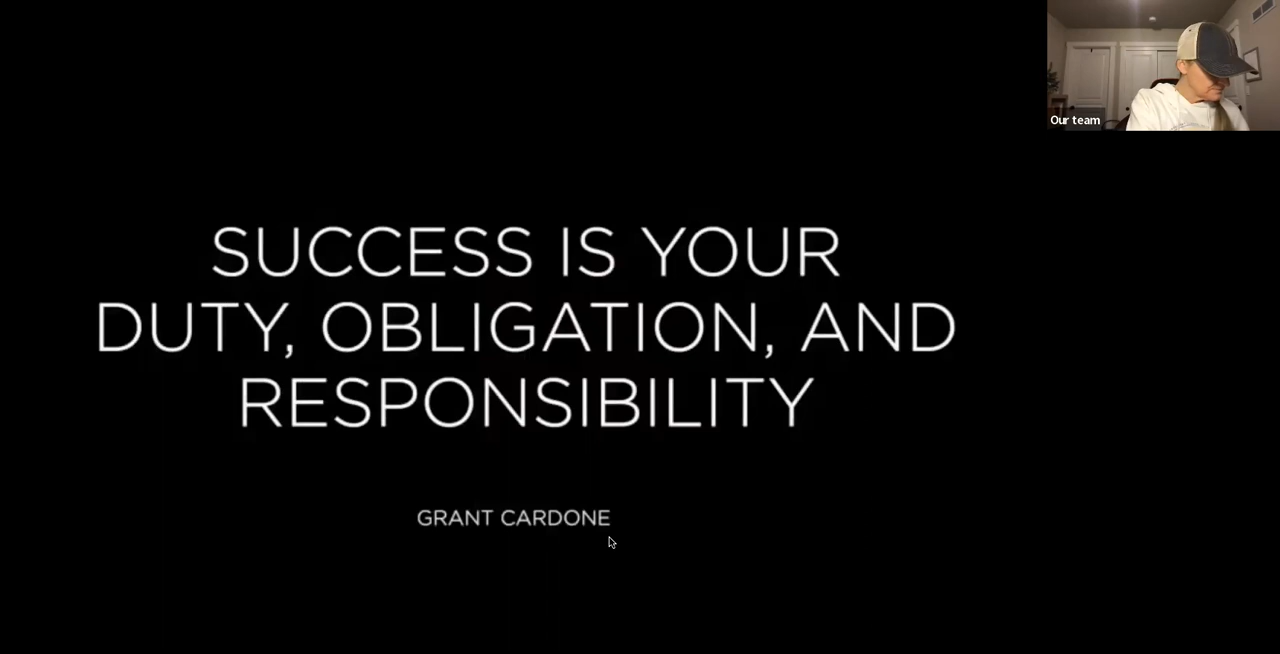 Our team
SUCCESS IS YOUR
DUTY, OBLIGATION, AND
RESPONSIBILITY
GRANT CARDONE